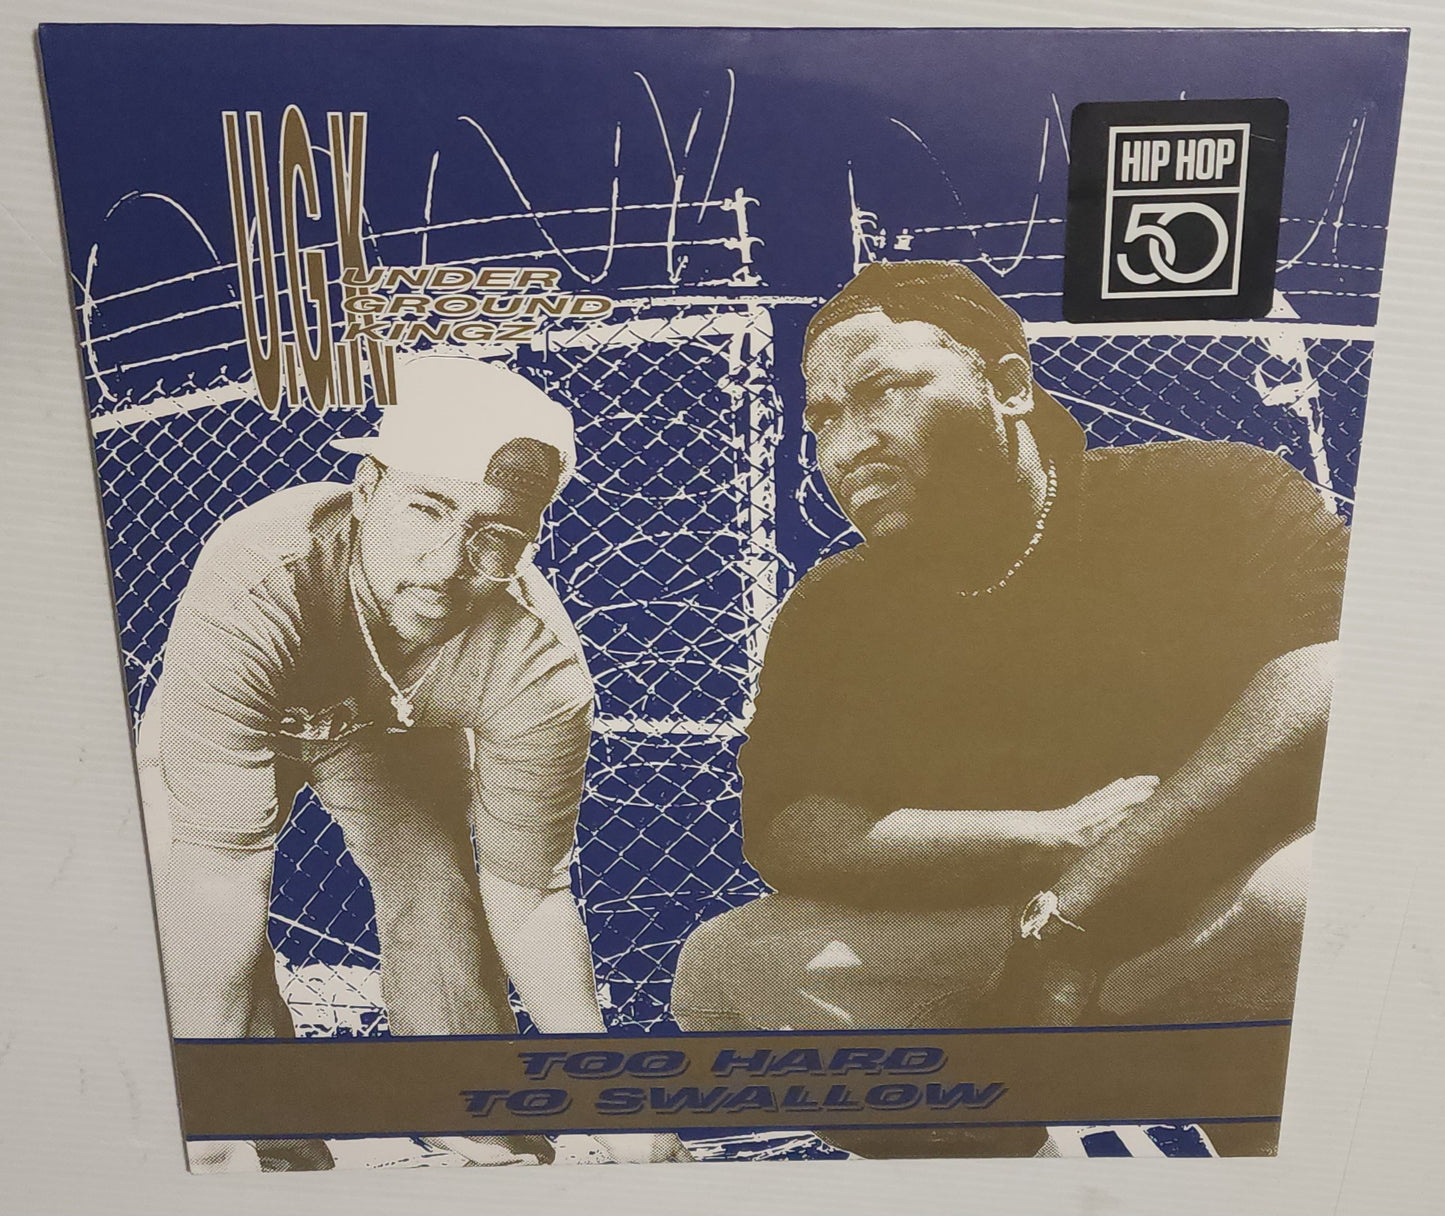 U.G.K.
UNDER
GROUND
KINGZ
HIP HOP
50
TOO HARD
TO SWALLOW